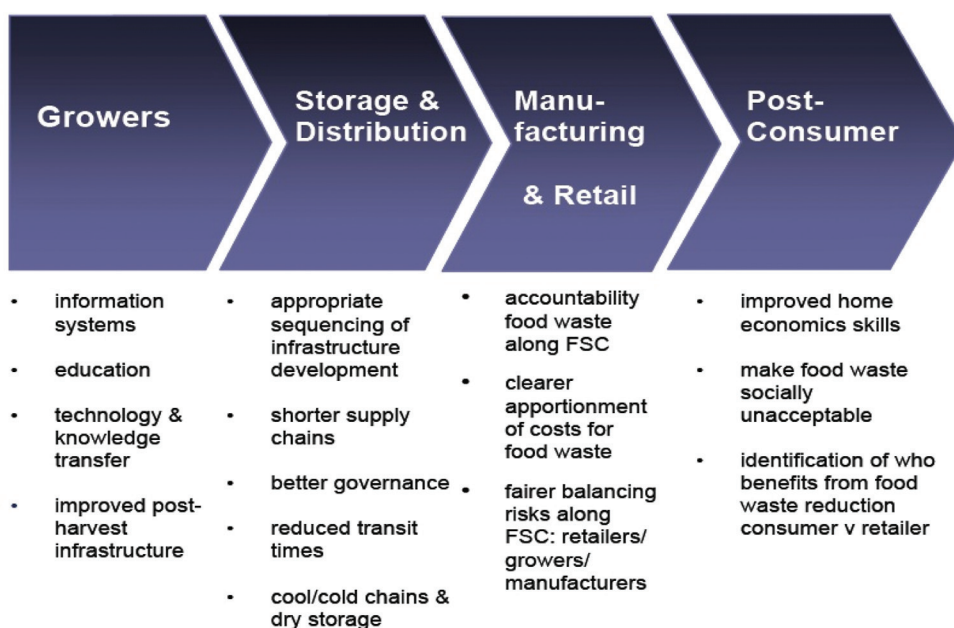 Growers
Storage &
Distribution
Manu-
facturing
& Retail
Post-
Consumer
• information
systems
• education
• technology &
knowledge
transfer
• improved post-
harvest
infrastructure
• appropriate
sequencing of
infrastructure
development
• shorter supply
chains
• better governance
• reduced transit
times
• cool/cold chains &
dry storage
• accountability
food waste
along FSC
• clearer
apportionment
of costs for
food waste
• fairer balancing
risks along
FSC: retailers/
growers/
manufacturers
• improved home
economics skills
• make food waste
socially
unacceptable
• identification of who
benefits from food
waste reduction
consumer v retailer